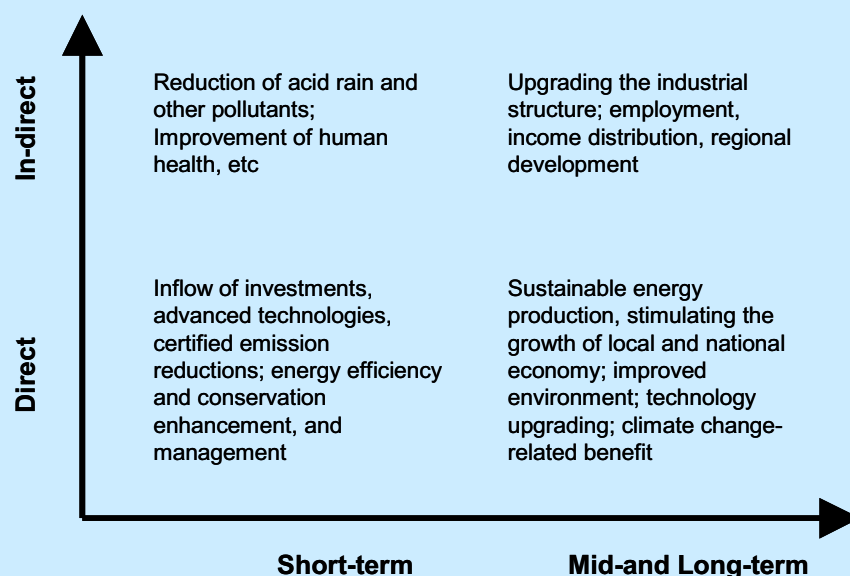 In-direct
Reduction of acid rain and
other pollutants;
Improvement of human
health, etc
Upgrading the industrial
structure; employment,
income distribution, regional
development
Direct
Inflow of investments,
advanced technologies,
certified emission
reductions; energy efficiency
and conservation
enhancement, and
management
Sustainable energy
production, stimulating the
growth of local and national
economy; improved
environment; technology
upgrading; climate change-
related benefit
Short-term
Mid-and Long-term